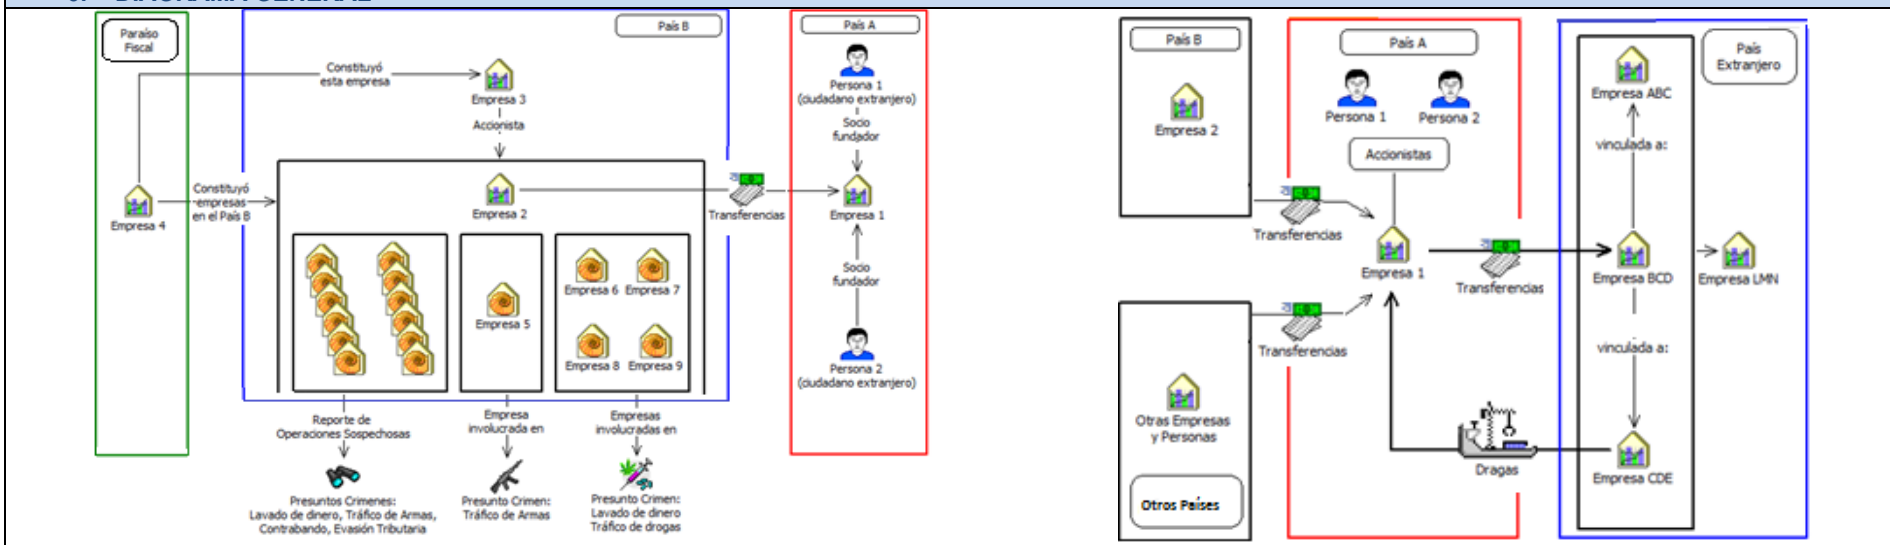 Paraíso
Fiscal
País B
País A
Constituyó
esta empresa
Empresa 3
Accionista
Persona 1
(ciudadano extranjero)
Socio
fundador
Empresa 4
Constituyó
empresas
en el País B
Empresa 2
Transferencias
Empresa 1
Empresa 5
Empresa 6
Empresa 7
Empresa 8
Empresa 9
Socio
fundador
Persona 2
(ciudadano extranjero)
Reporte de
Operaciones Sospechosas
Empresa
involucrada en
Empresas
involucradas en
Presuntos Crimenes:
Lavado de dinero, Tráfico de Armas,
Contrabando, Evasión Tributaria
Presunto Crimen:
Tráfico de Armas
Presunto Crimen:
Lavado de dinero
Tráfico de drogas
País B
Empresa 2
País A
Persona 1
Persona 2
Accionistas
Transferencias
Empresa 1
Transferencias
Transferencias
Otras Empresas
y Personas
Otros Países
País
Extranjero
Empresa ABC
vinculada a:
Empresa BCD
Empresa LMN
vinculada a:
Dragas
Empresa CDE